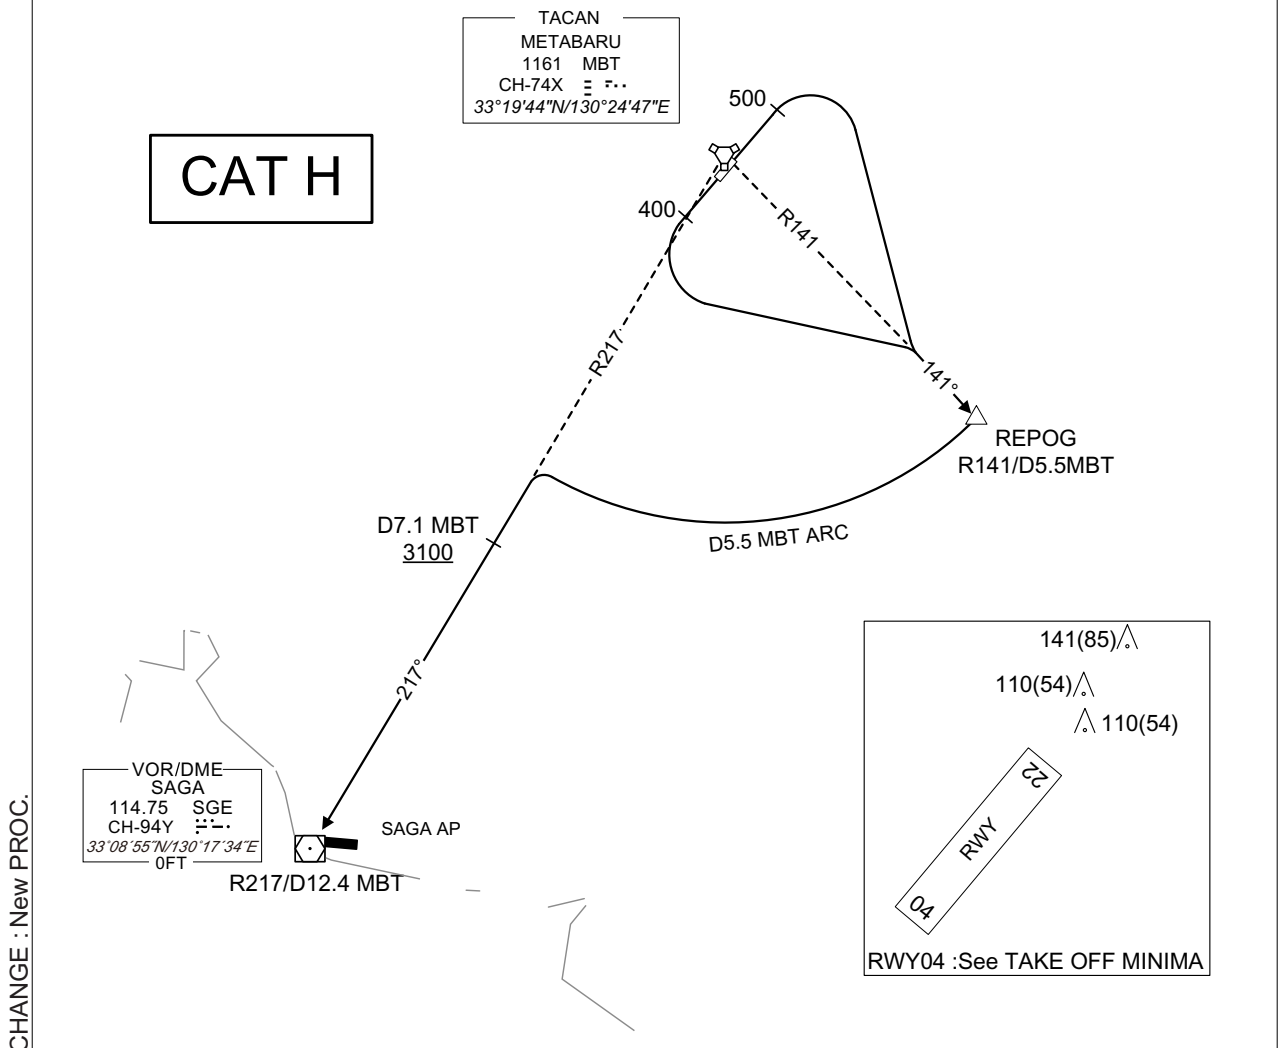 TACAN
METABARU
1161 MBT
CH-74X
33°19'44"N/130°24'47"E
CAT H
500
400
R141
R217
141°
REPOG
R141/D5.5MBT
D7.1 MBT
3100
D5.5 MBT ARC
217°
VOR/DME
SAGA
114.75 SGE
CH-94Y
33°08'55"N/130°17'34"E
0FT
SAGA AP
R217/D12.4 MBT
141(85)
110(54)
110(54)
22
RWY
04
RWY04 :See TAKE OFF MINIMA
CHANGE : New PROC.